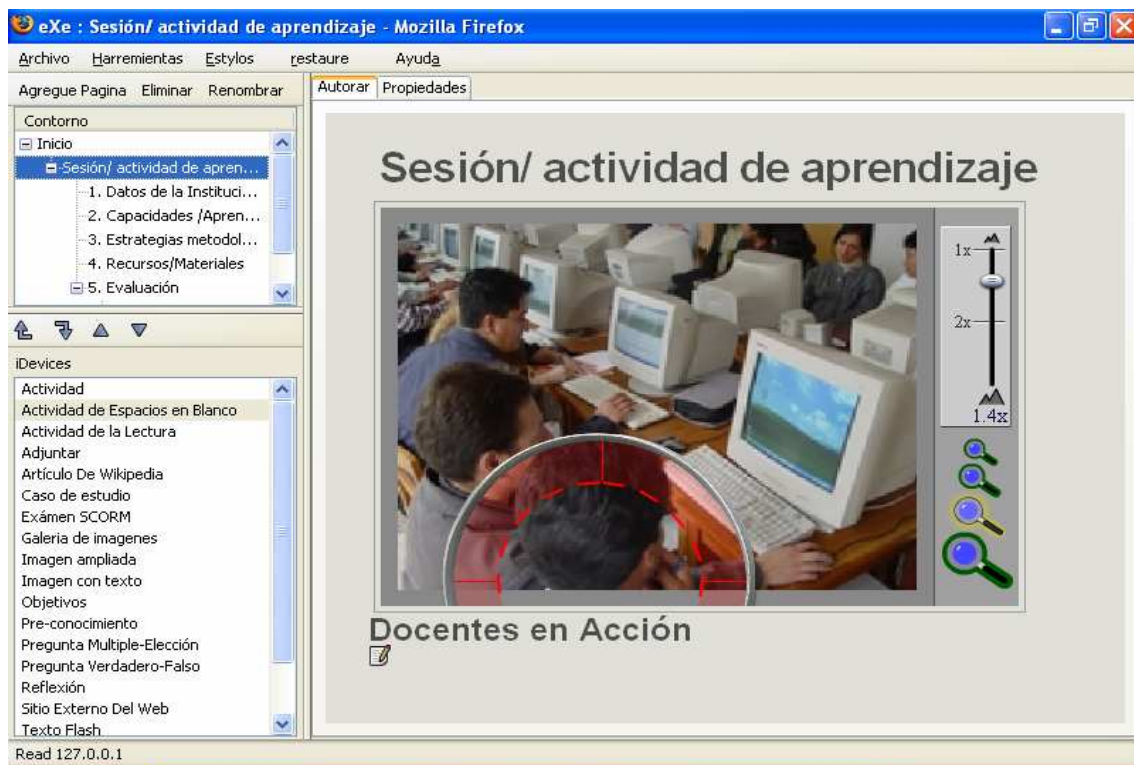 eXe : Sesión/ actividad de aprendizaje - Mozilla Firefox
Archivo Harremientas Estylos restaure Ayuda
Agregue Pagina Eliminar Renombrar
Autorar Propiedades
Contorno
Inicio
Sesión/ actividad de apren...
1. Datos de la Instituci...
2. Capacidades /Apren...
3. Estrategias metodol...
4. Recursos/Materiales
5. Evaluación
iDevices
Actividad
Actividad de Espacios en Blanco
Actividad de la Lectura
Adjuntar
Artículo De Wikipedia
Caso de estudio
Exámen SCORM
Galeria de imagenes
Imagen ampliada
Imagen con texto
Objetivos
Pre-conocimiento
Pregunta Multiple-Elección
Pregunta Verdadero-Falso
Reflexión
Sitio Externo Del Web
Texto Flash
Sesión/ actividad de aprendizaje
1x
2x
1.4x
Docentes en Acción
Read 127.0.0.1